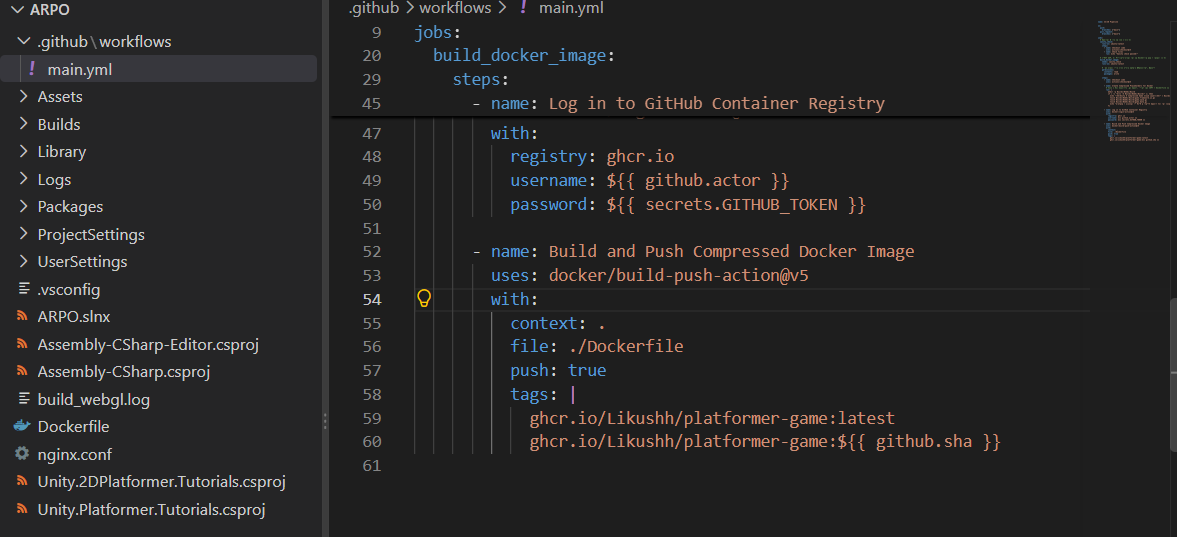 ARPO
.github\workflows
! main.yml
Assets
Builds
Library
Logs
Packages
ProjectSettings
UserSettings
.vsconfig
ARPO.slnx
Assembly-CSharp-Editor.csproj
Assembly-CSharp.csproj
build_webgl.log
Dockerfile
nginx.conf
Unity.2DPlatformer.Tutorials.csproj
Unity.Platformer.Tutorials.csproj
.github > workflows > ! main.yml
9 jobs:
20 build_docker_image:
29 steps:
45 - name: Log in to GitHub Container Registry
47 with:
48 registry: ghcr.io
49 username: ${{ github.actor }}
50 password: ${{ secrets.GITHUB_TOKEN }}
51
52 - name: Build and Push Compressed Docker Image
53 uses: docker/build-push-action@v5
54 with:
55 context: .
56 file: ./Dockerfile
57 push: true
58 tags: |
59 ghcr.io/Likushh/platformer-game:latest
60 ghcr.io/Likushh/platformer-game:${{ github.sha }}
61